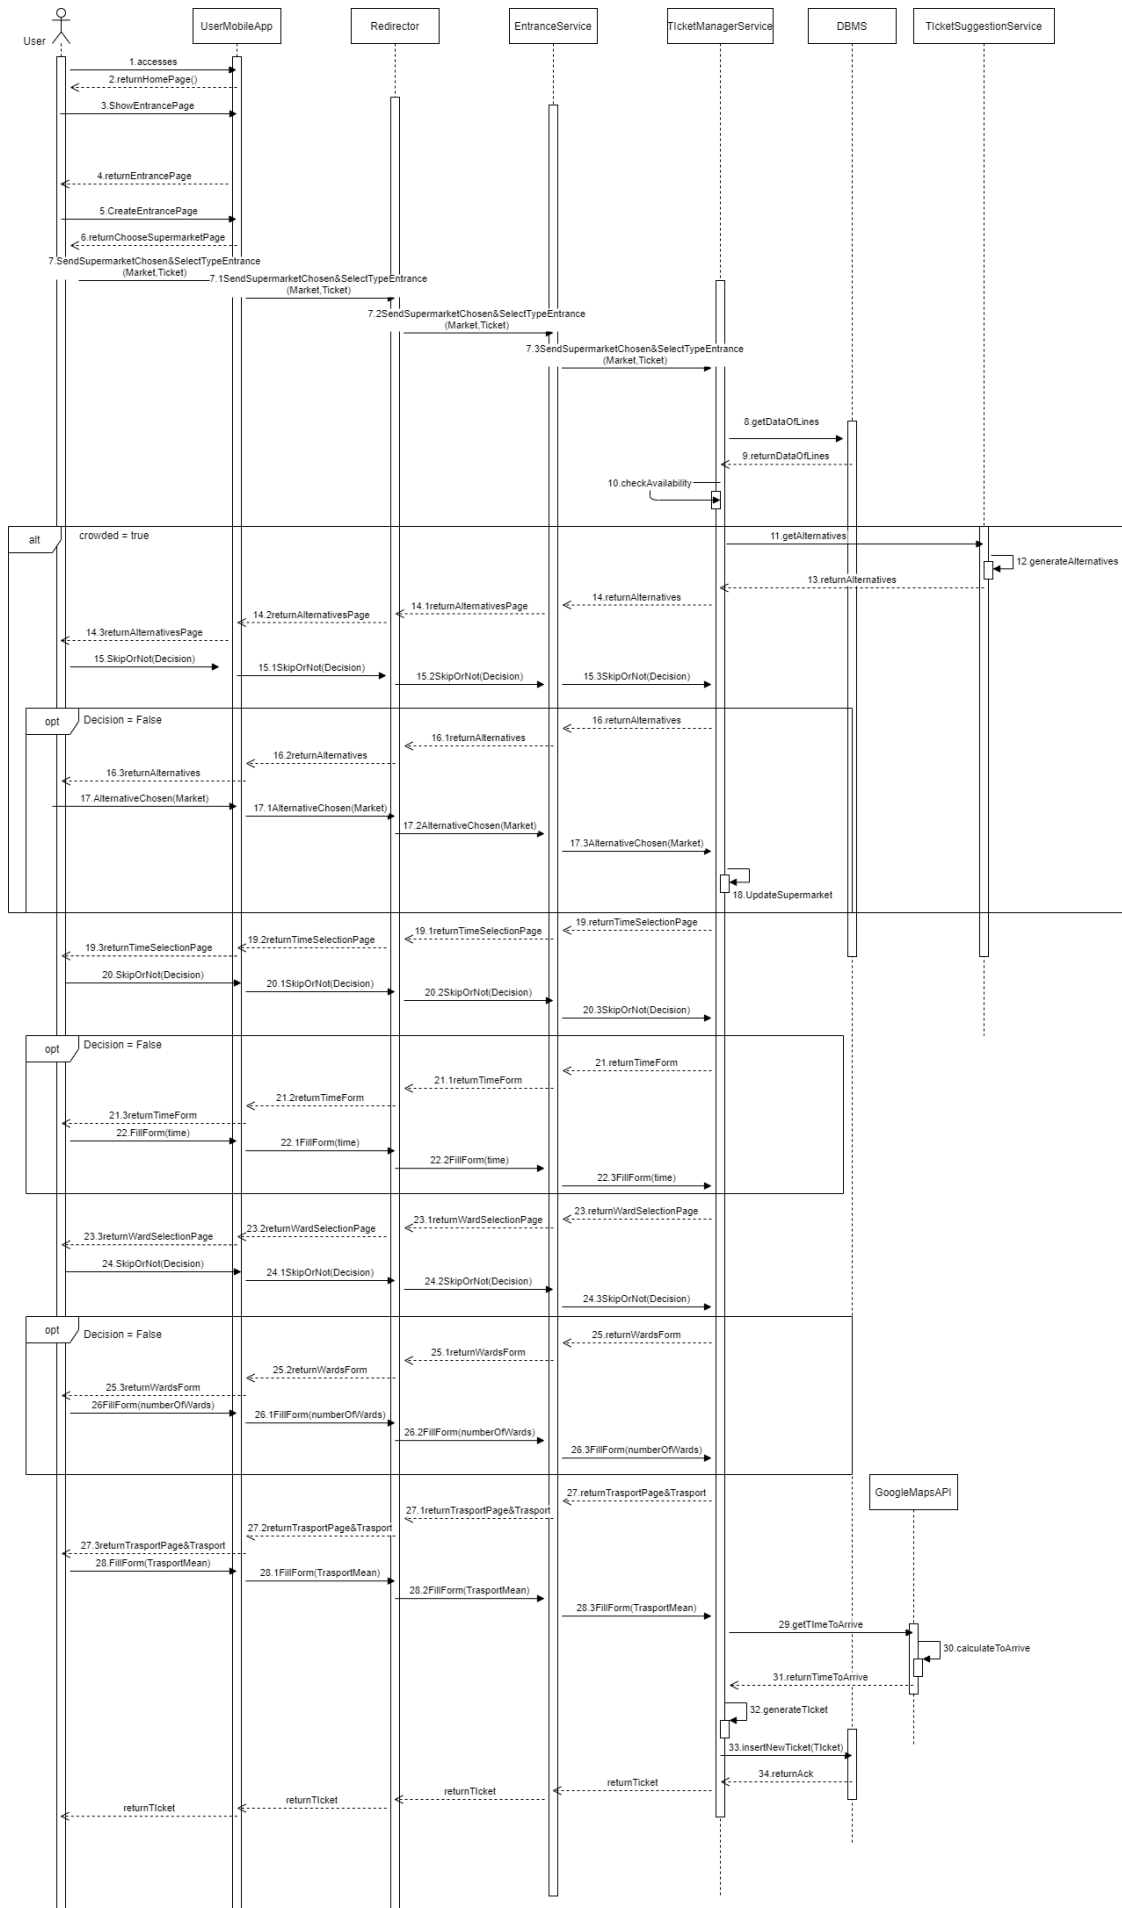 User
UserMobileApp
Redirector
EntranceService
TIcketManagerService
DBMS
TIcketSuggestionService
1.accesses
2.returnHomePage()
3.ShowEntrancePage
4.returnEntrancePage
5.CreateEntrancePage
6.returnChooseSupermarketPage
7.SendSupermarketChosen&SelectTypeEntrance
(Market,Ticket)
7.1SendSupermarketChosen&SelectTypeEntrance
(Market,Ticket)
7.2SendSupermarketChosen&SelectTypeEntrance
(Market,Ticket)
7.3SendSupermarketChosen&SelectTypeEntrance
(Market,Ticket)
8.getDataOfLines
9.returnDataOfLines
10.checkAvailability
alt
crowded = true
11.getAlternatives
12.generateAlternatives
13.returnAlternatives
14.returnAlternatives
14.1returnAlternativesPage
14.2returnAlternativesPage
14.3returnAlternativesPage
15.SkipOrNot(Decision)
15.1SkipOrNot(Decision)
15.2SkipOrNot(Decision)
15.3SkipOrNot(Decision)
opt
Decision = False
16.returnAlternatives
16.1returnAlternatives
16.2returnAlternatives
16.3returnAlternatives
17.AlternativeChosen(Market)
17.1AlternativeChosen(Market)
17.2AlternativeChosen(Market)
17.3AlternativeChosen(Market)
18.UpdateSupermarket
19.returnTimeSelectionPage
19.1returnTimeSelectionPage
19.2returnTimeSelectionPage
19.3returnTimeSelectionPage
20.SkipOrNot(Decision)
20.1SkipOrNot(Decision)
20.2SkipOrNot(Decision)
20.3SkipOrNot(Decision)
opt
Decision = False
21.returnTimeForm
21.1returnTimeForm
21.2returnTimeForm
21.3returnTimeForm
22.FillForm(time)
22.1FillForm(time)
22.2FillForm(time)
22.3FillForm(time)
23.returnWardSelectionPage
23.1returnWardSelectionPage
23.2returnWardSelectionPage
23.3returnWardSelectionPage
24.SkipOrNot(Decision)
24.1SkipOrNot(Decision)
24.2SkipOrNot(Decision)
24.3SkipOrNot(Decision)
opt
Decision = False
25.returnWardsForm
25.1returnWardsForm
25.2returnWardsForm
25.3returnWardsForm
26FillForm(numberOfWards)
26.1FillForm(numberOfWards)
26.2FillForm(numberOfWards)
26.3FillForm(numberOfWards)
GoogleMapsAPI
27.returnTrasportPage&Trasport
27.1returnTrasportPage&Trasport
27.2returnTrasportPage&Trasport
27.3returnTrasportPage&Trasport
28.FillForm(TrasportMean)
28.1FillForm(TrasportMean)
28.2FillForm(TrasportMean)
28.3FillForm(TrasportMean)
29.getTImeToArrive
30.calculateToArrive
31.returnTimeToArrive
32.generateTIcket
33.insertNewTicket(TIcket)
34.returnAck
returnTicket
returnTIcket
returnTIcket
returnTIcket